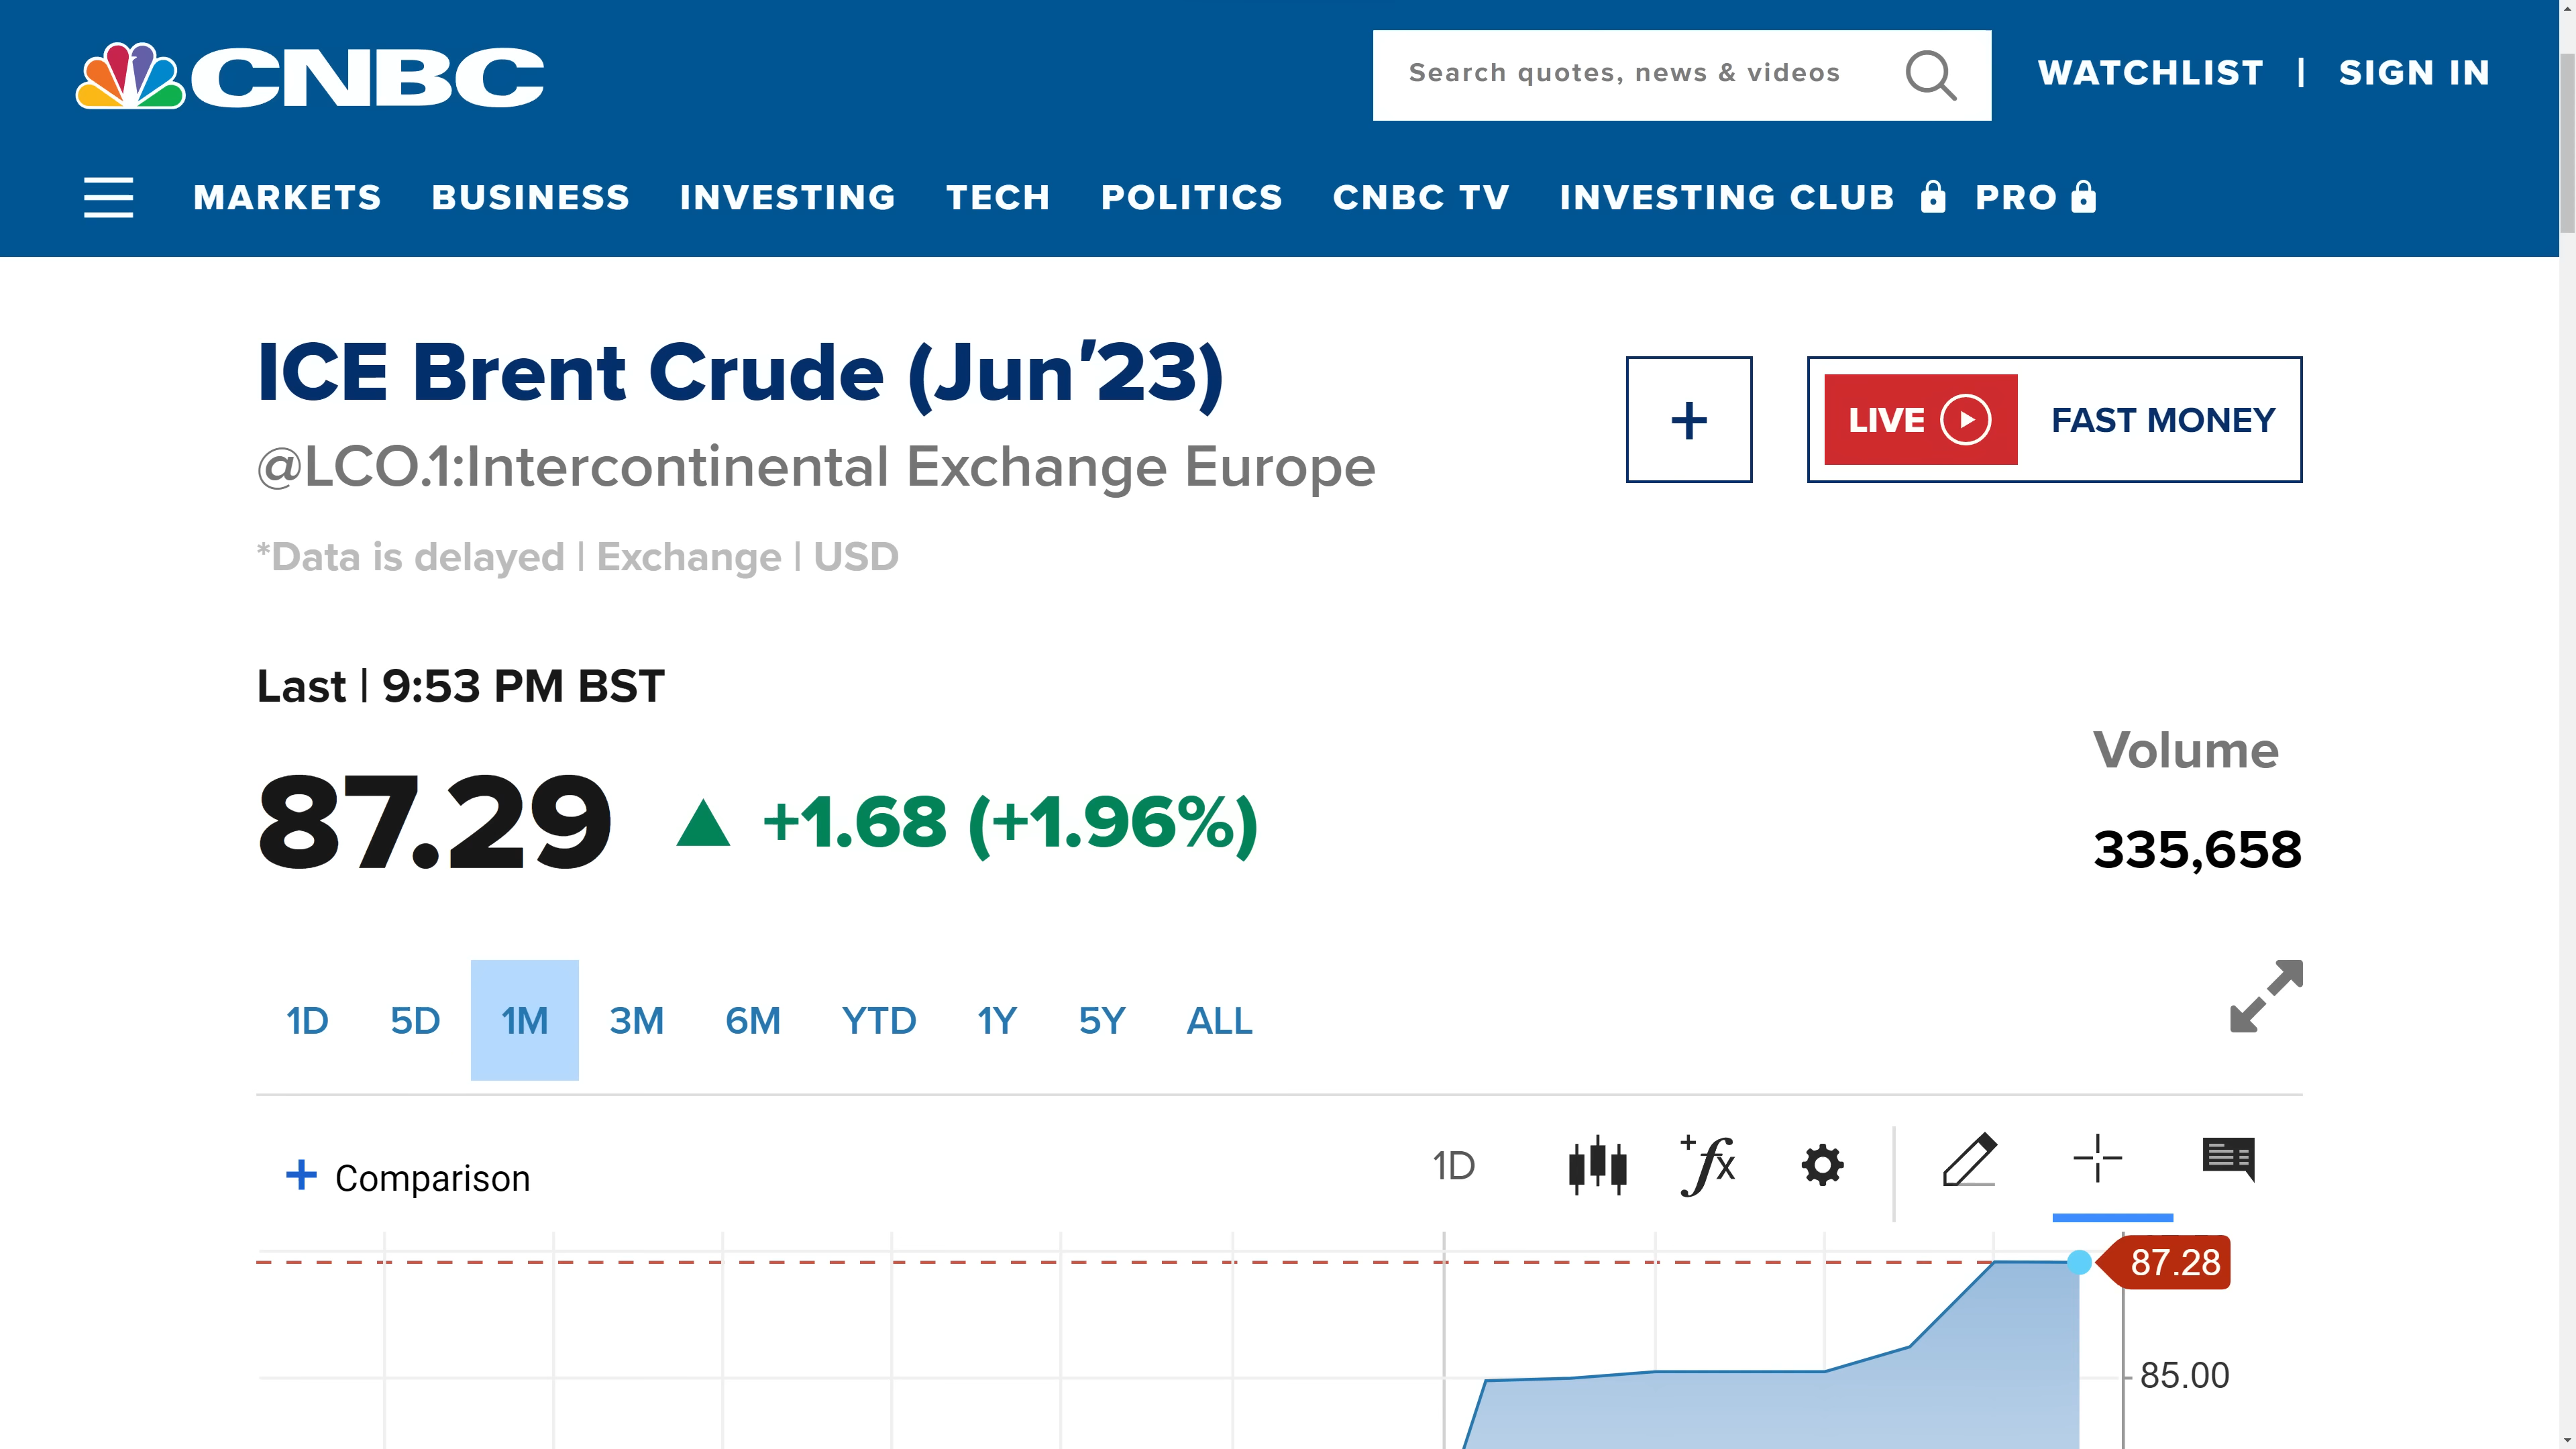 CNBC
Search quotes, news & videos
WATCHLIST | SIGN IN
MARKETS BUSINESS INVESTING TECH POLITICS CNBC TV INVESTING CLUB PRO
ICE Brent Crude (Jun′23)
@LCO.1:Intercontinental Exchange Europe
+
LIVE FAST MONEY
*Data is delayed | Exchange | USD
Last | 9:53 PM BST
87.29 +1.68 (+1.96%)
Volume
335,658
1D 5D 1M 3M 6M YTD 1Y 5Y ALL
+ Comparison
1D +fx
87.28
85.00